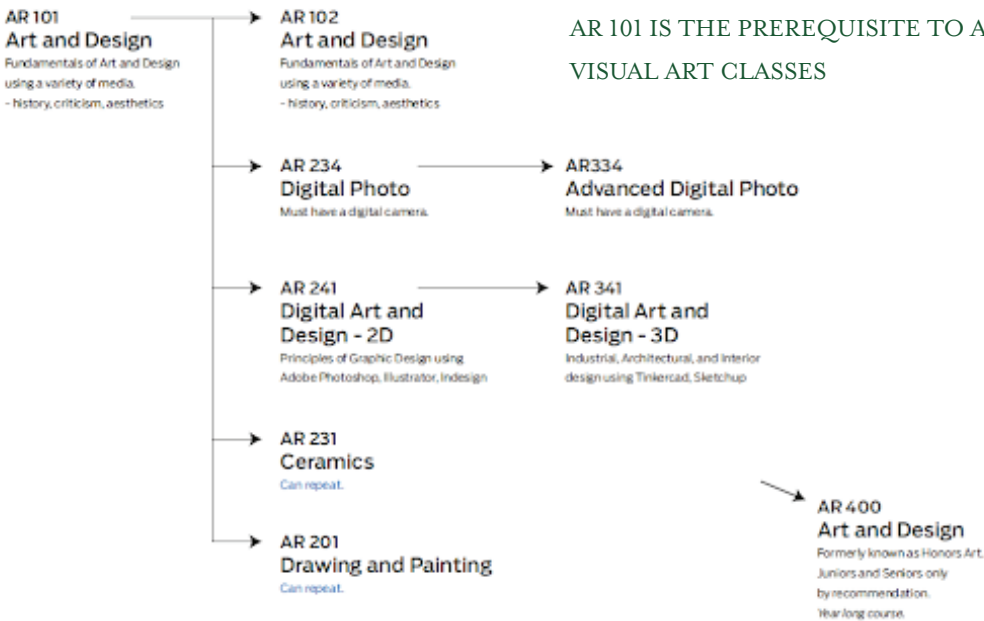 AR 101
Art and Design
Fundamentals of Art and Design
using a variety of media.
- history, criticism, aesthetics
AR 102
Art and Design
Fundamentals of Art and Design
using a variety of media.
- history, criticism, aesthetics
AR 101 IS THE PREREQUISITE TO A
VISUAL ART CLASSES
AR 234
Digital Photo
Must have a digital camera.
AR334
Advanced Digital Photo
Must have a digital camera.
AR 241
Digital Art and
Design - 2D
Principles of Graphic Design using
Adobe Photoshop, Illustrator, Indesign
AR 341
Digital Art and
Design - 3D
Industrial, Architectural, and Interior
design using Tinkercad, Sketchup
AR 231
Ceramics
Can repeat.
AR 201
Drawing and Painting
Can repeat.
AR 400
Art and Design
Formerly known as Honors Art.
Juniors and Seniors only
by recommendation.
Year long course.